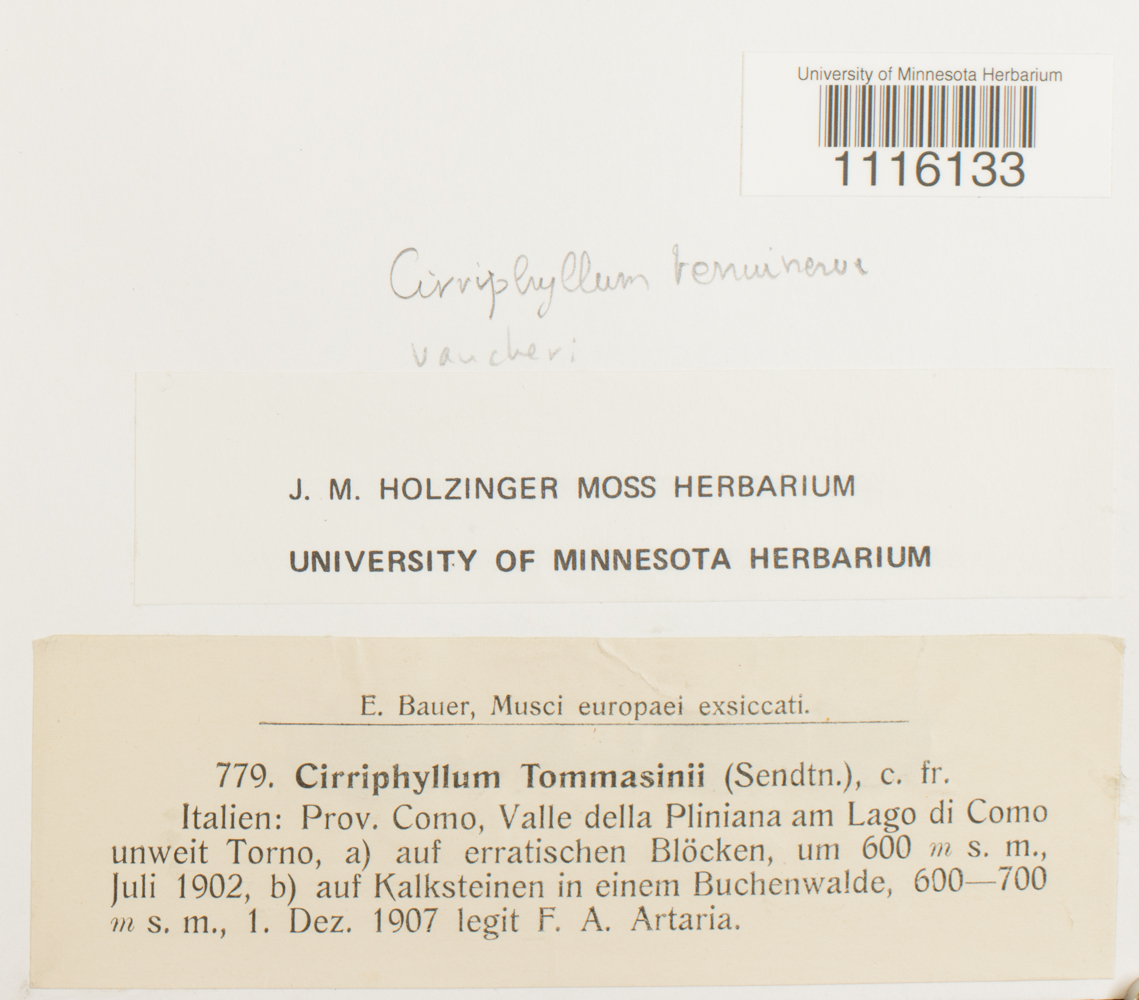 University of Minnesota Herbarium
1116133
Cirriphyllum tenuinerve
vaucheri
J. M. HOLZINGER MOSS HERBARIUM
UNIVERSITY OF MINNESOTA HERBARIUM
E. Bauer, Musci europaei exsiccati.
779. Cirriphyllum Tommasinii (Sendtn.), c. fr.
Italien: Prov. Como, Valle della Pliniana am Lago di Como
unweit Torno, a) auf erratischen Blöcken, um 600 m s. m.,
Juli 1902, b) auf Kalksteinen in einem Buchenwalde, 600—700
m s. m., 1. Dez. 1907 legit F. A. Artaria.